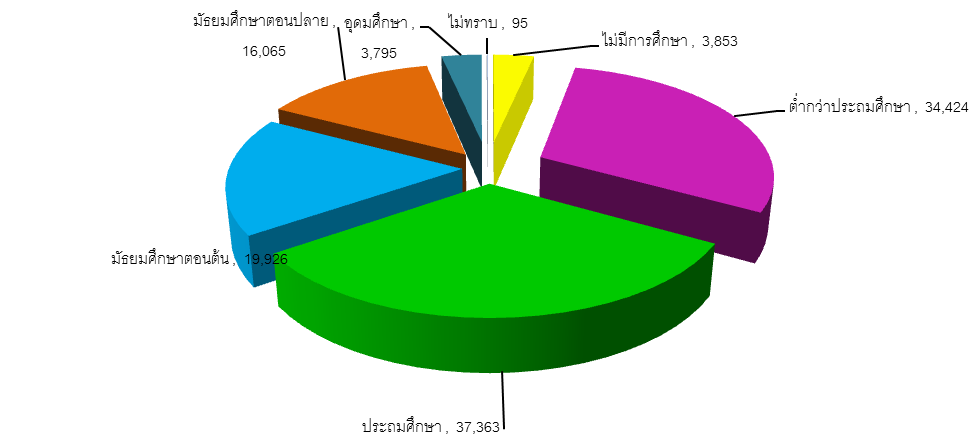 มัธยมศึกษาตอนปลาย ,
16,065
อุดมศึกษา ,
3,795
ไม่ทราบ , 95
ไม่มีการศึกษา , 3,853
ต่ำกว่าประถมศึกษา , 34,424
มัธยมศึกษาตอนต้น , 19,926
ประถมศึกษา , 37,363